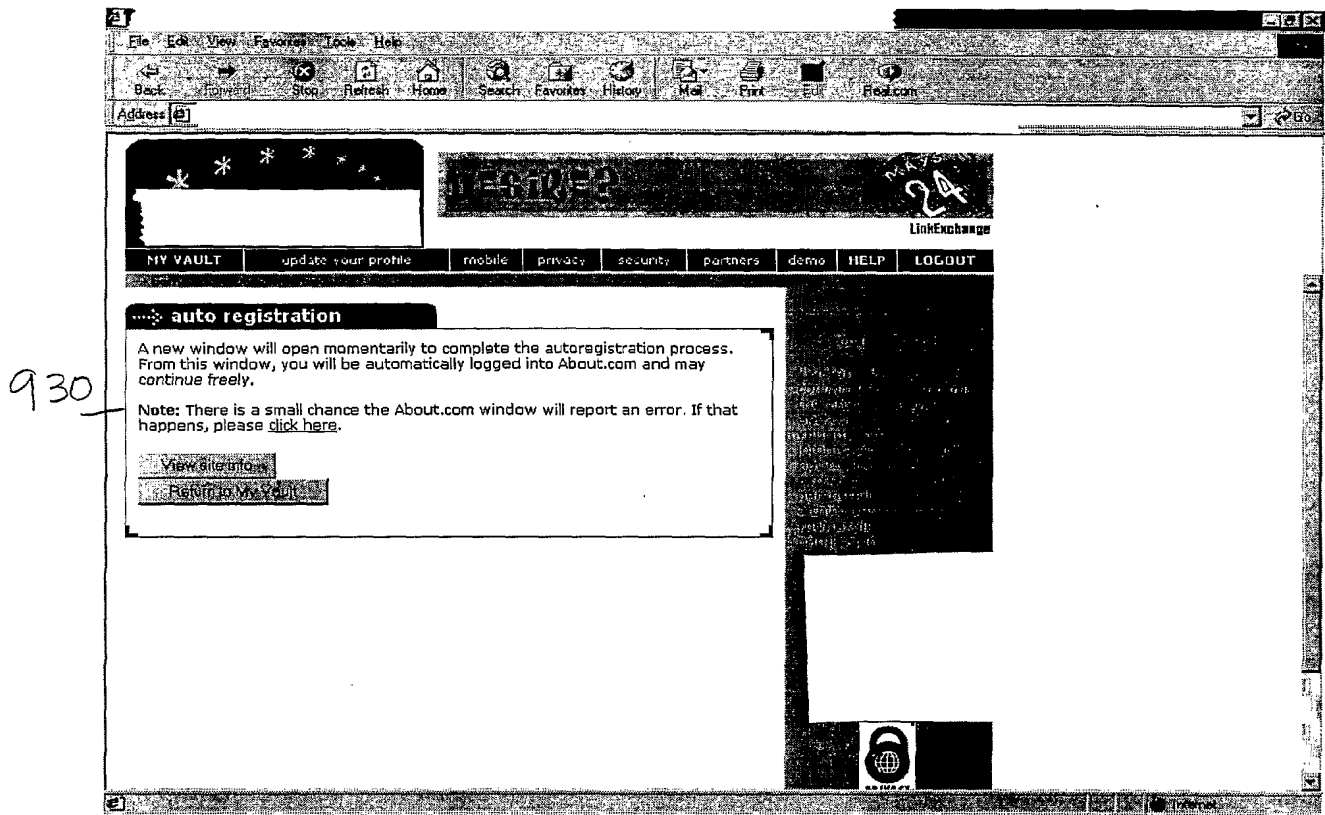 File Edit View Favorites Tools Help
Back Forward Stop Refresh Home Search Favorites History Mail Print Edit Real.com
Address Go
24
LinkExchange
MY VAULT update your profile mobile privacy security partners demo HELP LOGOUT
auto registration
A new window will open momentarily to complete the autoregistration process.
From this window, you will be automatically logged into About.com and may
continue freely.
930
Note: There is a small chance the About.com window will report an error. If that
happens, please click here.
View site info
Return to My Vault
PRIVACY
Internet